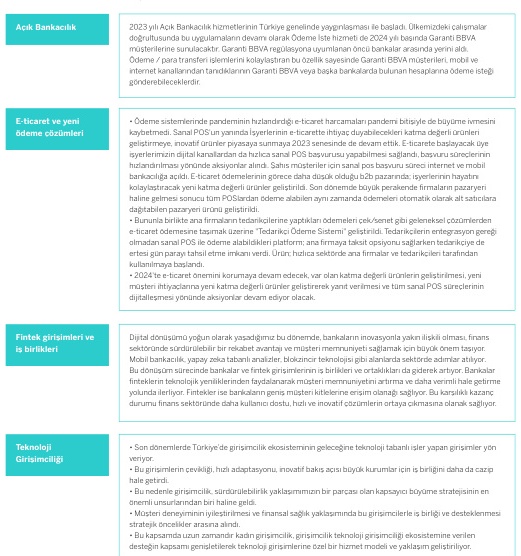 Açık Bankacılık
2023 yılı Açık Bankacılık hizmetlerinin Türkiye genelinde yaygınlaşması ile başladı. Ülkemizdeki çalışmalar
doğrultusunda bu uygulamaların devamı olarak Ödeme İste hizmeti de 2024 yılı başında Garanti BBVA
müşterilerine sunulacaktır. Garanti BBVA regülasyona uyumlanan öncü bankalar arasında yerini aldı.
Ödeme / para transferi işlemlerini kolaylaştıran bu özellik sayesinde Garanti BBVA müşterileri, mobil ve
internet kanallarından tanıdıklarının Garanti BBVA veya başka bankalarda bulunan hesaplarına ödeme isteği
gönderebileceklerdir.
E-ticaret ve yeni
ödeme çözümleri
• Ödeme sistemlerinde pandeminin hızlandırdığı e-ticaret harcamaları pandemi bitişiyle de büyüme ivmesini
kaybetmedi. Sanal POS'un yanında İşyerlerinin e-ticarette ihtiyaç duyabilecekleri katma değerli ürünleri
geliştirmeye, inovatif ürünler piyasaya sunmaya 2023 senesinde de devam ettik. E-ticarete başlayacak üye
işyerlerimizin dijital kanallardan da hızlıca sanal POS başvurusu yapabilmesi sağlandı, başvuru süreçlerinin
hızlandırılması yönünde aksiyonlar alındı. Şahıs müşteriler için sanal pos başvuru süreci internet ve mobil
bankacılığa açıldı. E-ticaret ödemelerinin görece daha düşük olduğu b2b pazarında; işyerlerinin hayatını
kolaylaştıracak yeni katma değerli ürünler geliştirildi. Son dönemde büyük perakende firmaların pazaryeri
haline gelmesi sonucu tüm POSlardan ödeme alabilen aynı zamanda ödemeleri otomatik olarak alt satıcılara
dağıtabilen pazaryeri ürünü geliştirildi.
• Bununla birlikte ana firmaların tedarikçilerine yaptıkları ödemeleri çek/senet gibi geleneksel çözümlerden
e-ticaret ödemesine taşımak üzerine "Tedarikçi Ödeme Sistemi" geliştirildi. Tedarikçilerin entegrasyon gereği
olmadan sanal POS ile ödeme alabildikleri platform; ana firmaya taksit opsiyonu sağlarken tedarikçiye de
ertesi gün parayı tahsil etme imkanı verdi. Ürün; hızlıca sektörde ana firmalar ve tedarikçileri tarafından
kullanılmaya başlandı.
• 2024'te e-ticaret önemini korumaya devam edecek, var olan katma değerli ürünlerin geliştirilmesi, yeni
müşteri ihtiyaçlarına yeni katma değerli ürünler geliştirerek yanıt verilmesi ve tüm sanal POS süreçlerinin
dijitalleşmesi yönünde aksiyonlar devam ediyor olacak.
Fintek girişimleri ve
iş birlikleri
Dijital dönüşümü yoğun olarak yaşadığımız bu dönemde, bankaların inovasyonla yakın ilişkili olması, finans
sektöründe sürdürülebilir bir rekabet avantajı ve müşteri memnuniyeti sağlamak için büyük önem taşıyor.
Mobil bankacılık, yapay zeka tabanlı analizler, blokzincir teknolojisi gibi alanlarda sektörde adımlar atılıyor.
Bu dönüşüm sürecinde bankalar ve fintek girişimlerinin iş birlikleri ve ortaklıkları da giderek artıyor. Bankalar
finteklerin teknolojik yeniliklerinden faydalanarak müşteri memnuniyetini artırma ve daha verimli hale getirme
yolunda ilerliyor. Fintekler ise bankaların geniş müşteri kitlelerine erişim olanağı sağlıyor. Bu karşılıklı kazanç
durumu finans sektöründe daha kullanıcı dostu, hızlı ve inovatif çözümlerin ortaya çıkmasına olanak sağlıyor.
Teknoloji
Girişimciliği
• Son dönemlerde Türkiye'de girişimcilik ekosisteminin geleceğine teknoloji tabanlı işler yapan girişimler yön
veriyor.
• Bu girişimlerin çevikliği, hızlı adaptasyonu, inovatif bakış açısı büyük kurumlar için iş birliğini daha da cazip
hale getirdi.
• Bu nedenle girişimcilik, sürdürülebilirlik yaklaşımımızın bir parçası olan kapsayıcı büyüme stratejisinin en
önemli unsurlarından biri haline geldi.
• Müşteri deneyiminin iyileştirilmesi ve finansal sağlık yaklaşımında bu girişimcilerle iş birliği ve desteklenmesi
stratejik öncelikler arasına alındı.
• Bu kapsamda uzun zamandır kadın girişimcilik, girişimcilik teknoloji girişimciliği ekosistemine verilen
desteğin kapsamı genişletilerek teknoloji girişimlerine özel bir hizmet modeli ve yaklaşım geliştiriliyor.